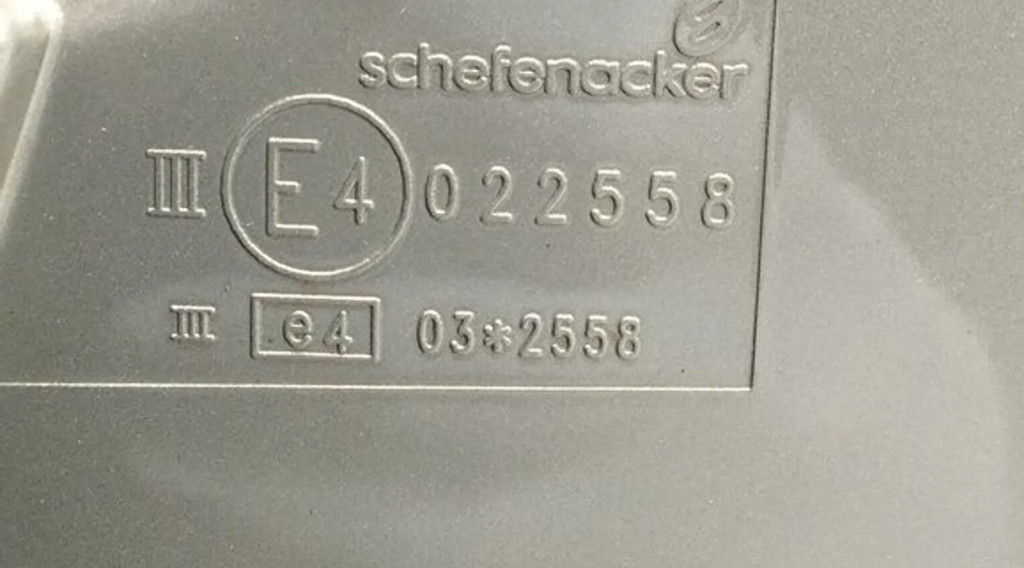 schefenacker
III E4 022558
III e4 03*2558